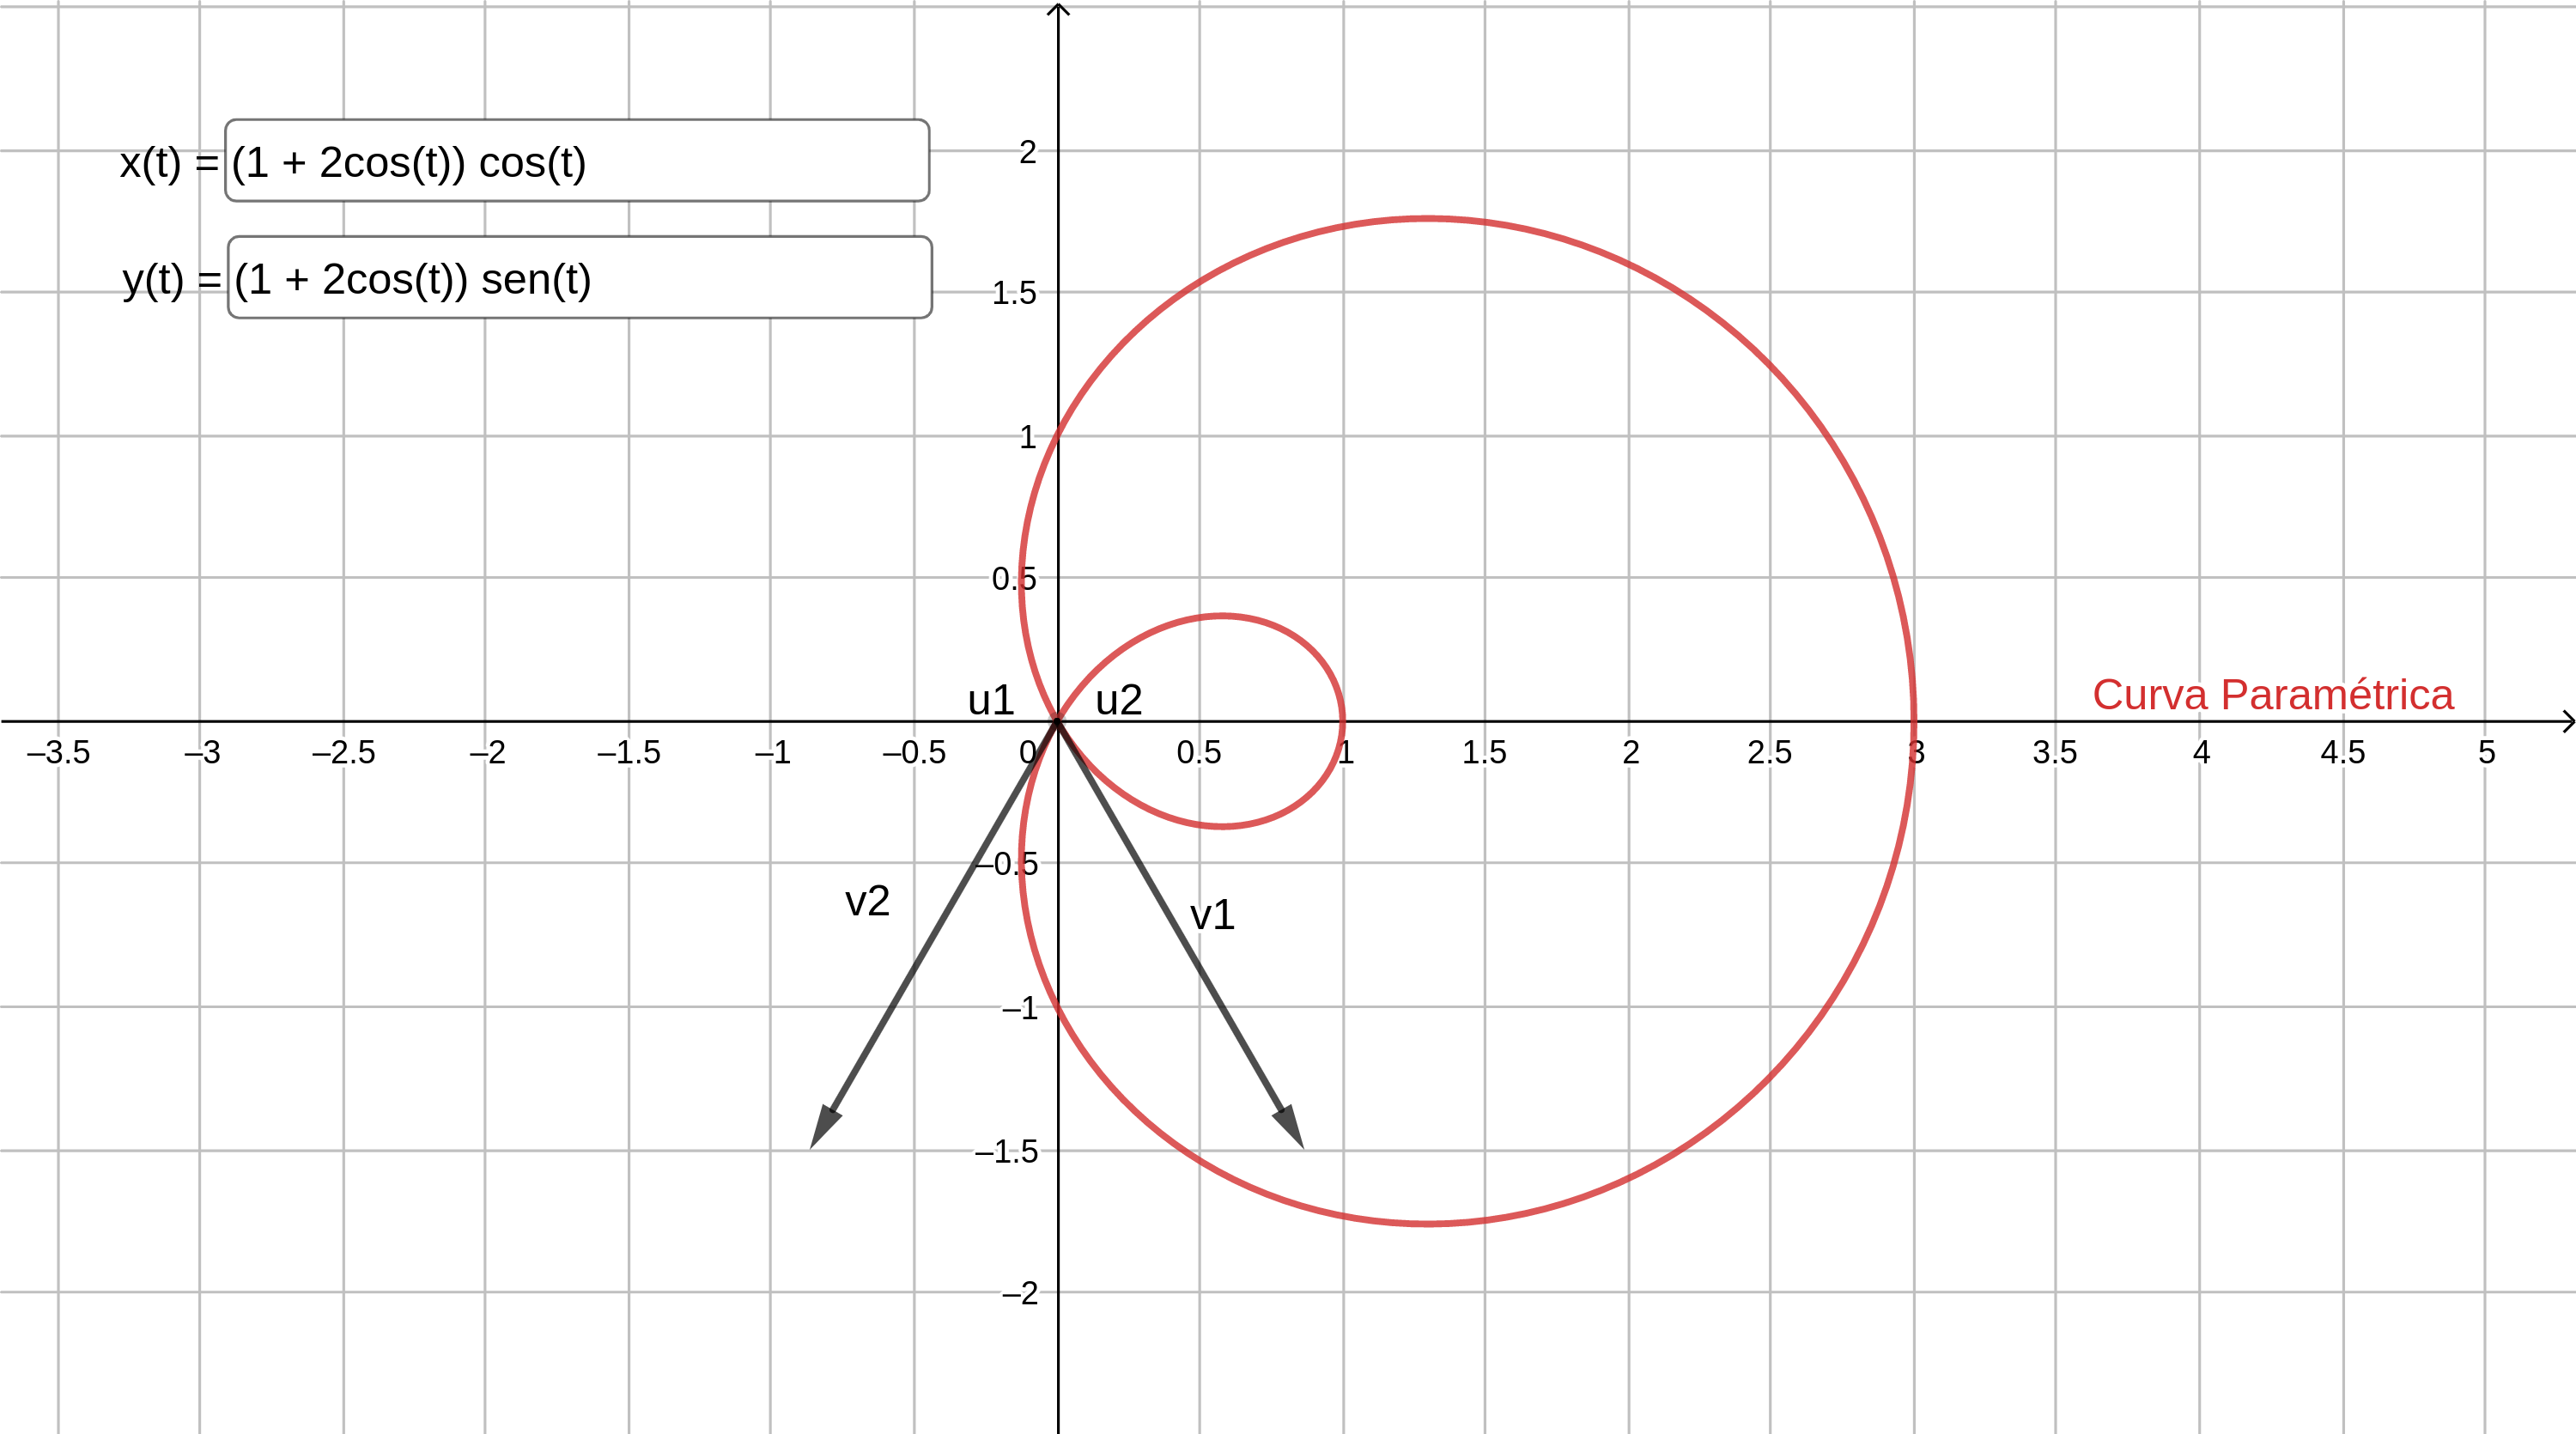 x(t) = (1 + 2cos(t)) cos(t)
y(t) = (1 + 2cos(t)) sen(t)
2
1.5
1
0.5
u1 u2
Curva Paramétrica
–3.5 –3 –2.5 –2 –1.5 –1 –0.5 0 0.5 1 1.5 2 2.5 3 3.5 4 4.5 5
–0.5
v2 v1
–1
–1.5
–2